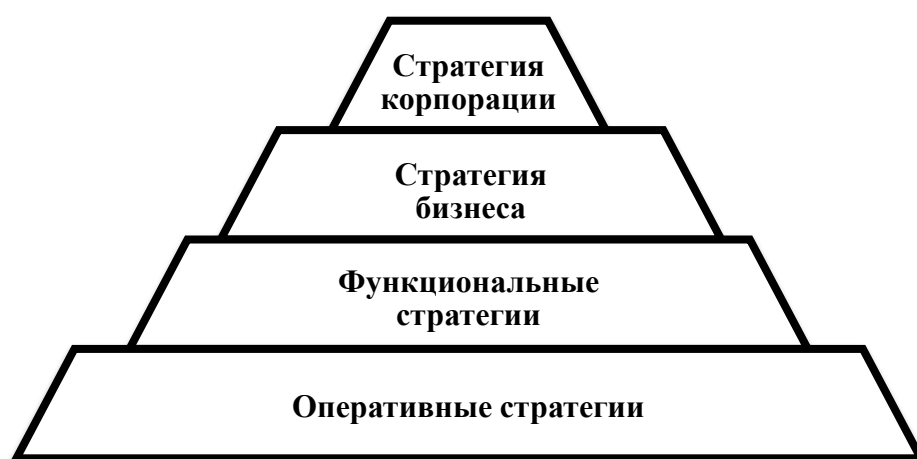 Стратегия
корпорации
Стратегия
бизнеса
Функциональные
стратегии
Оперативные стратегии